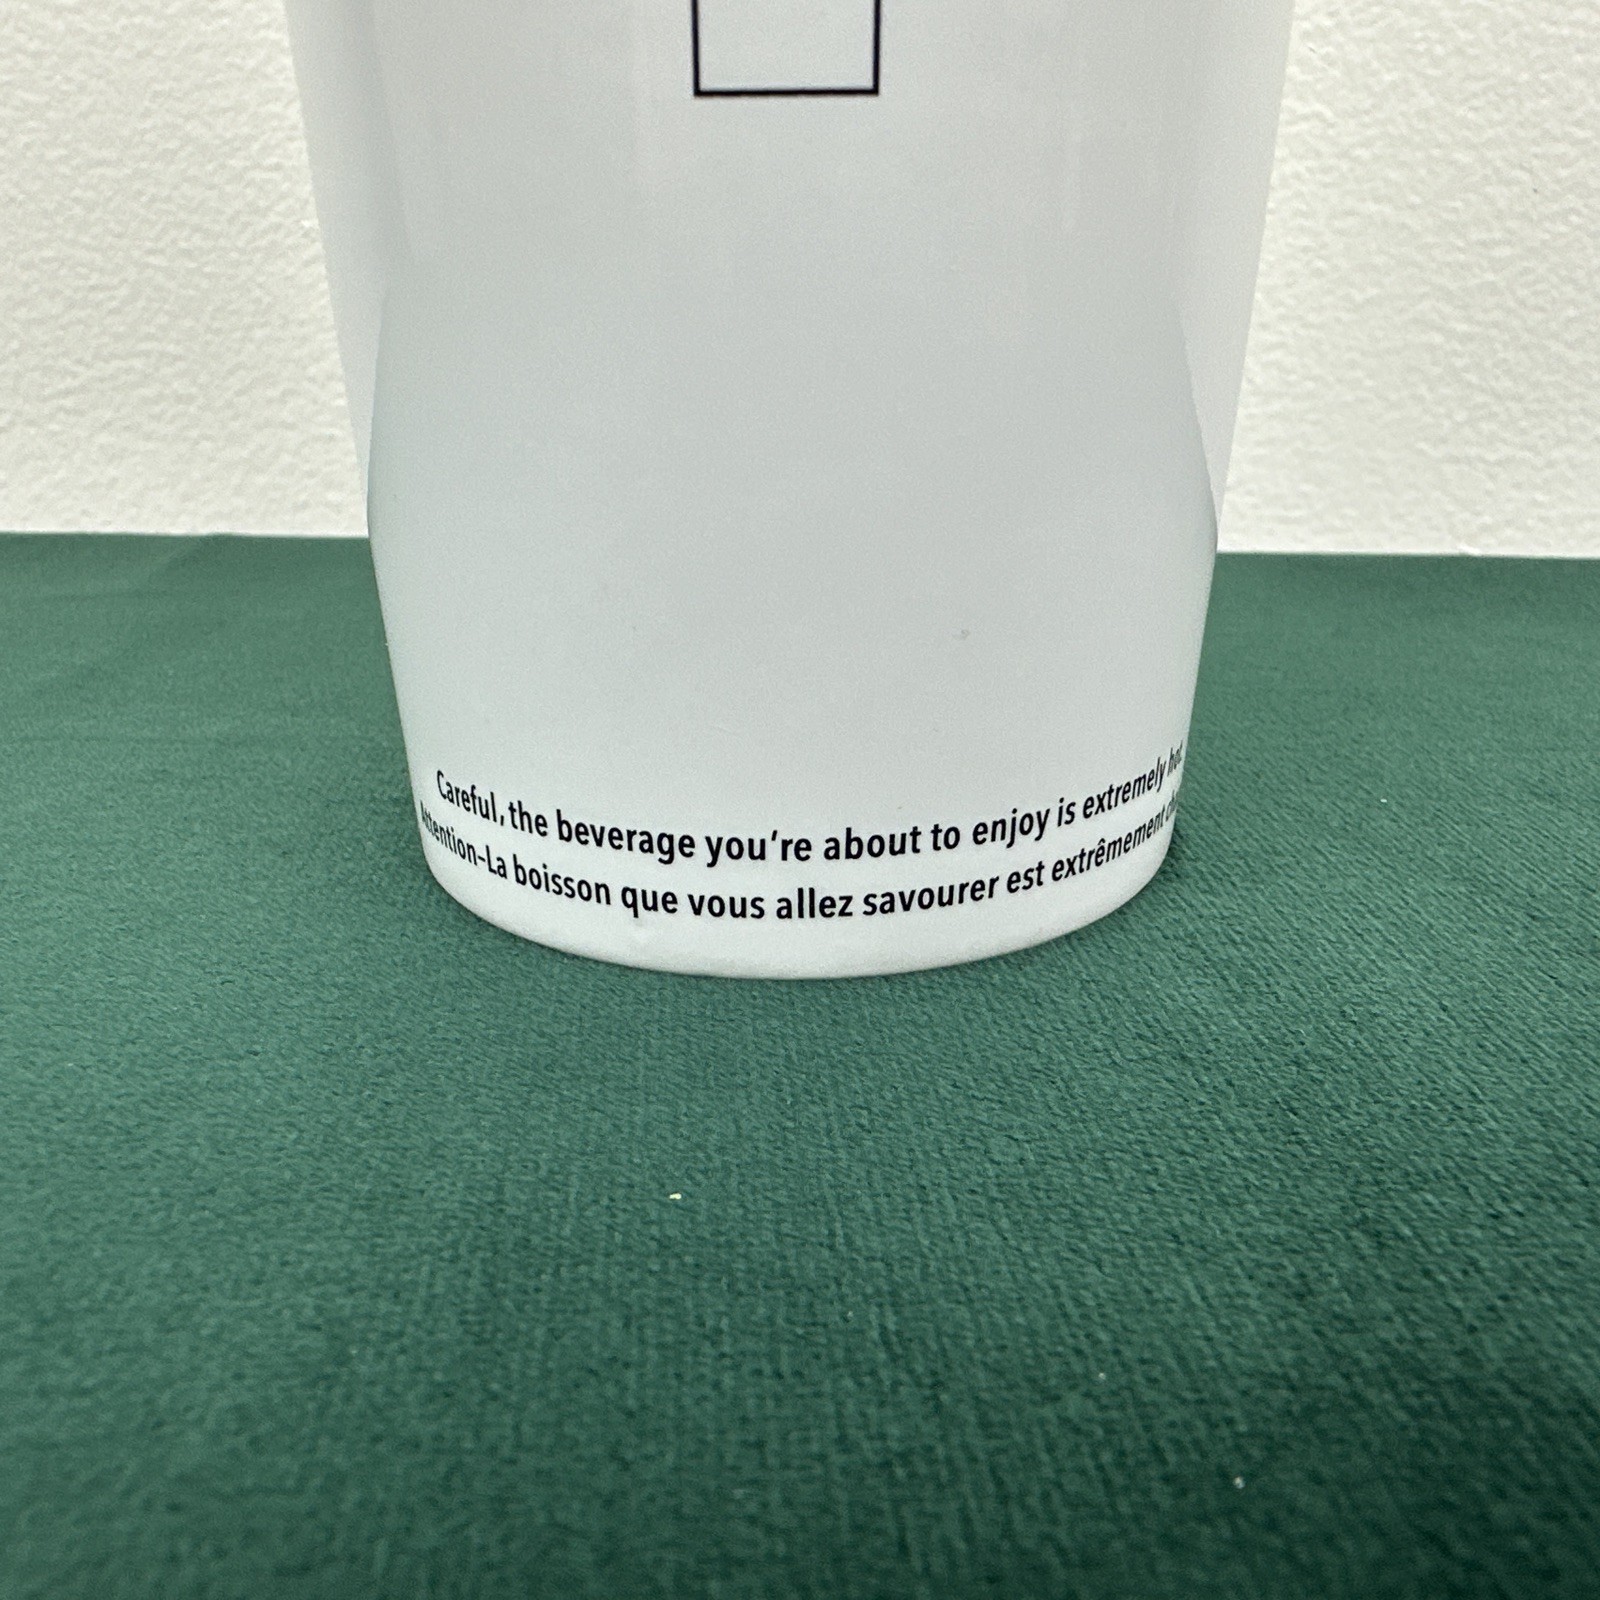 Careful, the beverage you're about to enjoy is extremely hot.
Attention–La boisson que vous allez savourer est extrêmement